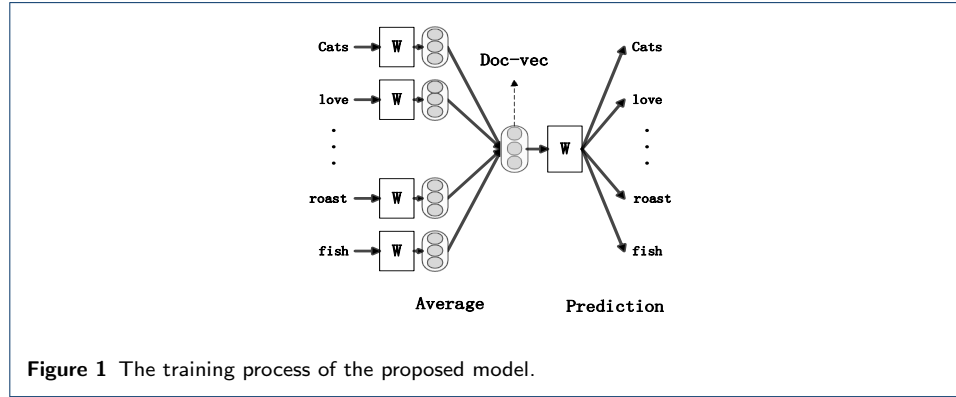 Cats W Cats
Doc-vec
love W love
W
roast W roast
fish W fish
Average Prediction
Figure 1 The training process of the proposed model.